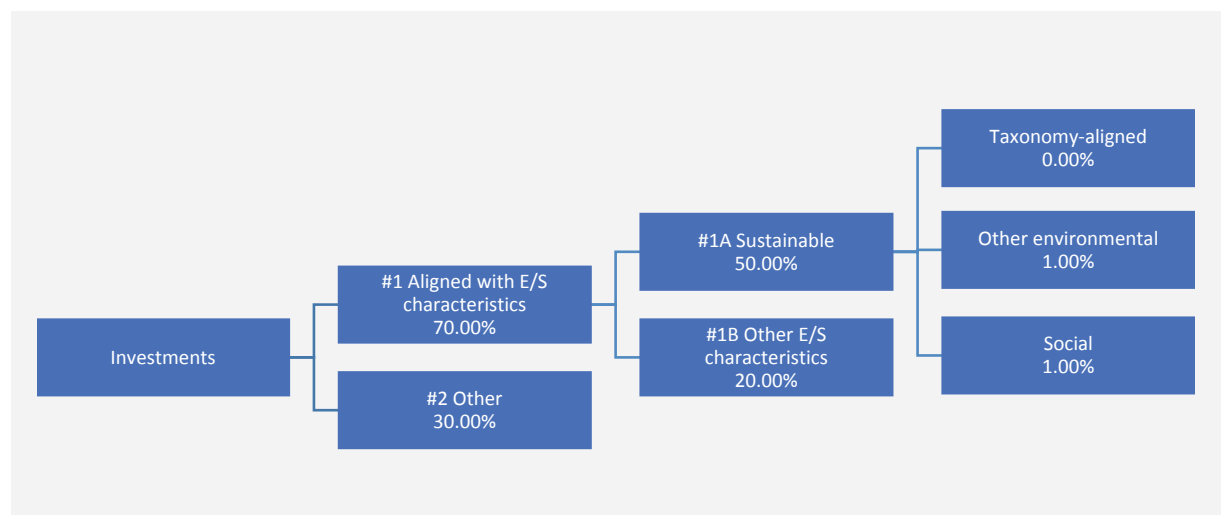 Investments
#1 Aligned with E/S
characteristics
70.00%
#2 Other
30.00%
#1A Sustainable
50.00%
#1B Other E/S
characteristics
20.00%
Taxonomy-aligned
0.00%
Other environmental
1.00%
Social
1.00%